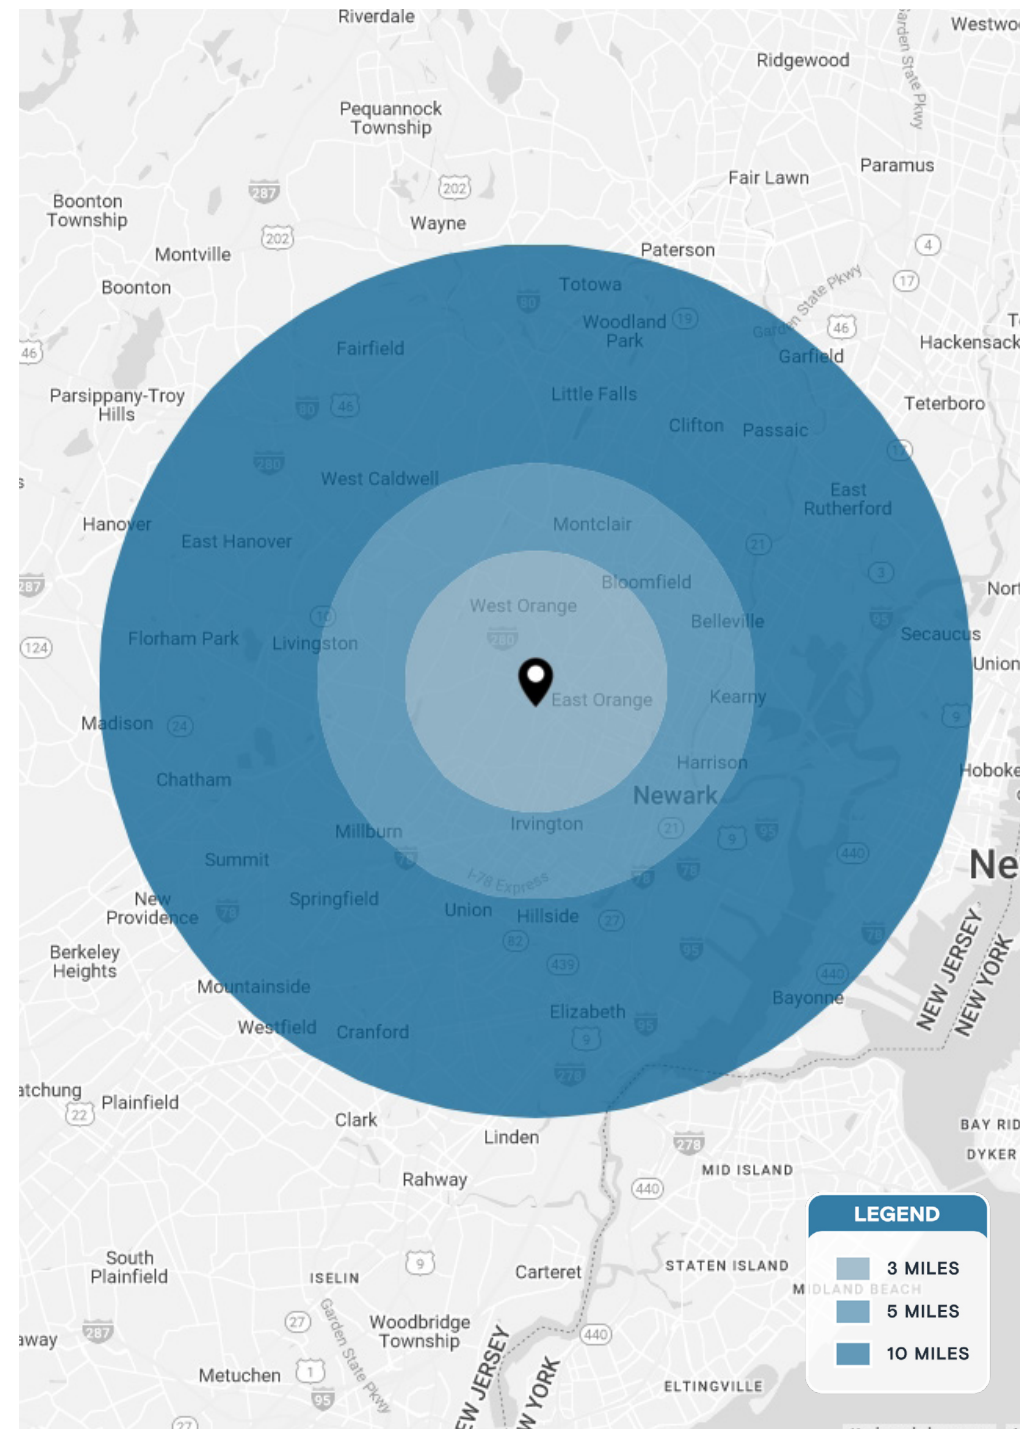 Riverdale
Westwo
Ridgewood
Garden State Pkwy
Pequannock
Township
Paramus
Fair Lawn
287
202
Boonton
Township
Wayne
202
Montville
Paterson
4
Boonton
Totowa
17
80
Garden State Pkwy
Woodland
Park
19
46
Hackensack
46
Fairfield
Garfield
Parsippany-Troy
Hills
Little Falls
Teterboro
80
46
Clifton
Passaic
17
280
West Caldwell
East
Rutherford
Hanover
Montclair
East Hanover
21
3
287
Bloomfield
Nort
West Orange
10
Belleville
95
124
Florham Park
Livingston
280
Secaucus
Union
East Orange
Kearny
Madison
24
9
Harrison
Hoboke
Chatham
Newark
Irvington
21
9
95
Millburn
78
440
Summit
Ne
78
78
I-78 Express
New
Providence
78
Springfield
Union
Hillside
27
78
82
95
Berkeley
Heights
439
440
NEW JERSEY
NEW YORK
Mountainside
Bayonne
Elizabeth
95
Westfield
Cranford
9
278
atchung
22
Plainfield
Clark
Linden
BAY RID
278
DYKER
MID ISLAND
Rahway
440
LEGEND
South
Plainfield
9
ISELIN
Carteret
STATEN ISLAND
3 MILES
MIDLAND BEACH
5 MILES
27
Garden State Pkwy
Woodbridge
Township
287
away
440
10 MILES
Metuchen
1
95
EW JERSEY
W YORK
ELTINGVILLE
27